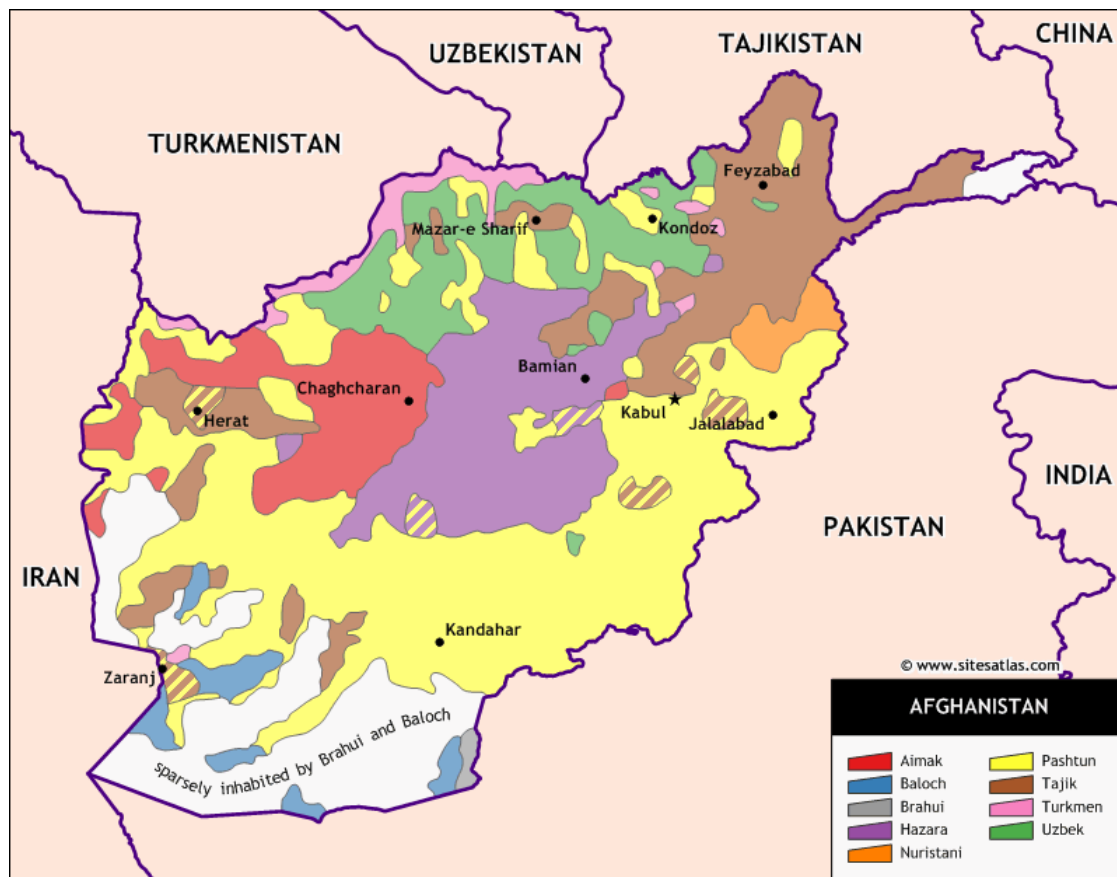 CHINA
TAJIKISTAN
UZBEKISTAN
TURKMENISTAN
Feyzabad
Mazar-e Sharif
Kondoz
Bamian
Chaghcharan
Herat
Kabul
Jalalabad
INDIA
PAKISTAN
IRAN
Kandahar
Zaranj
sparsely inhabited by Brahui and Baloch
© www.sitesatlas.com
AFGHANISTAN
Aimak
Baloch
Brahui
Hazara
Nuristani
Pashtun
Tajik
Turkmen
Uzbek